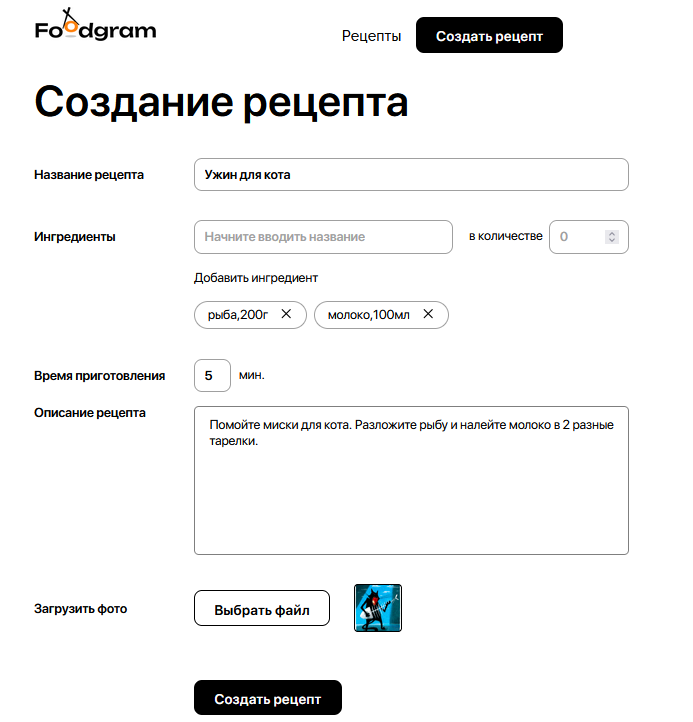 Foodgram
Рецепты
Создать рецепт
Создание рецепта
Название рецепта
Ужин для кота
Ингредиенты
Начните вводить название
в количестве
0
Добавить ингредиент
рыба,200г
молоко,100мл
Время приготовления
5
мин.
Описание рецепта
Помойте миски для кота. Разложите рыбу и налейте молоко в 2 разные
тарелки.
Загрузить фото
Выбрать файл
Создать рецепт